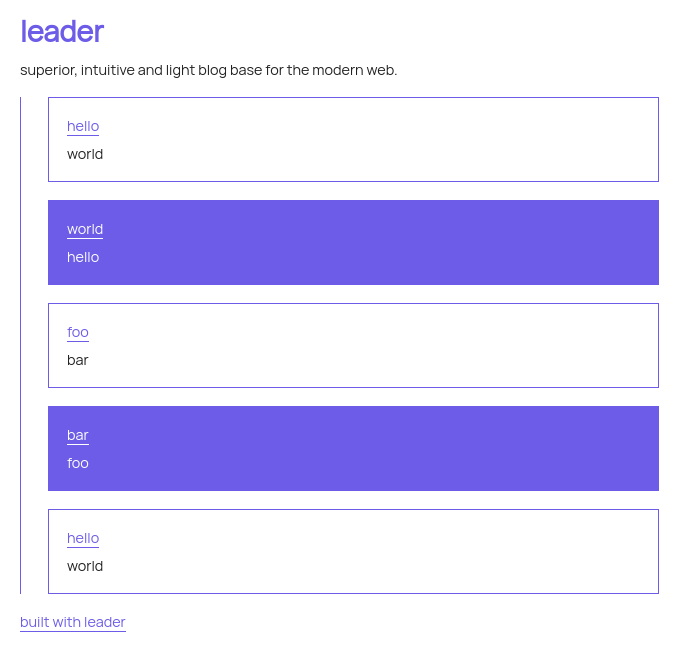 leader
superior, intuitive and light blog base for the modern web.
hello
world
world
hello
foo
bar
bar
foo
hello
world
built with leader